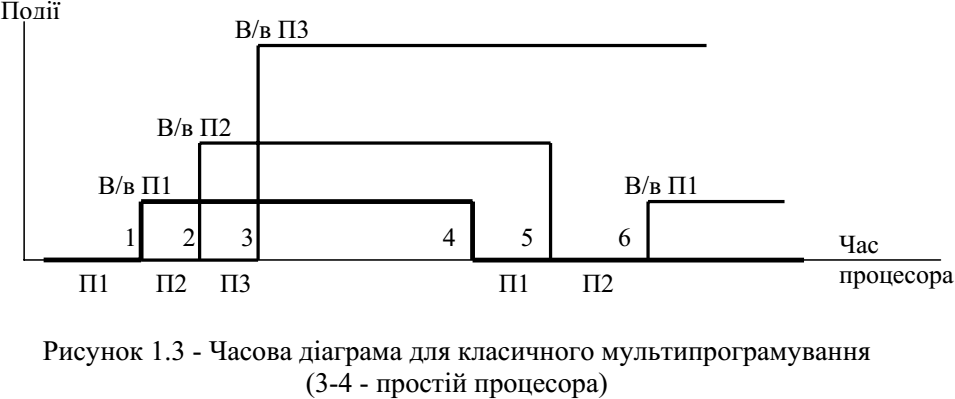 Події
В/в П3
В/в П2
В/в П1 В/в П1
1 2 3 4 5 6
Час
процесора
П1 П2 П3 П1 П2
Рисунок 1.3 - Часова діаграма для класичного мультипрограмування
(3-4 - простій процесора)